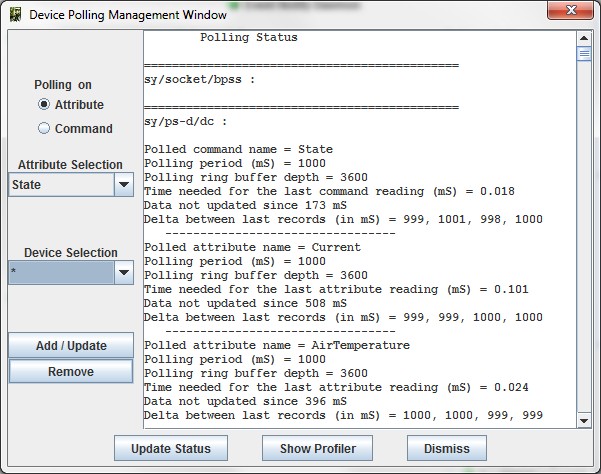 Device Polling Management Window
Polling on
Attribute
Command
Attribute Selection
State
Device Selection
*
Add / Update
Remove
Polling Status
=============================================
sy/socket/bpss :
=============================================
sy/ps-d/dc :
Polled command name = State
Polling period (mS) = 1000
Polling ring buffer depth = 3600
Time needed for the last command reading (mS) = 0.018
Data not updated since 173 mS
Delta between last records (in mS) = 999, 1001, 998, 1000
---------------------------------
Polled attribute name = Current
Polling period (mS) = 1000
Polling ring buffer depth = 3600
Time needed for the last attribute reading (mS) = 0.101
Data not updated since 508 mS
Delta between last records (in mS) = 999, 999, 1000, 1000
---------------------------------
Polled attribute name = AirTemperature
Polling period (mS) = 1000
Polling ring buffer depth = 3600
Time needed for the last attribute reading (mS) = 0.024
Data not updated since 396 mS
Delta between last records (in mS) = 1000, 1000, 999, 999
Update Status
Show Profiler
Dismiss